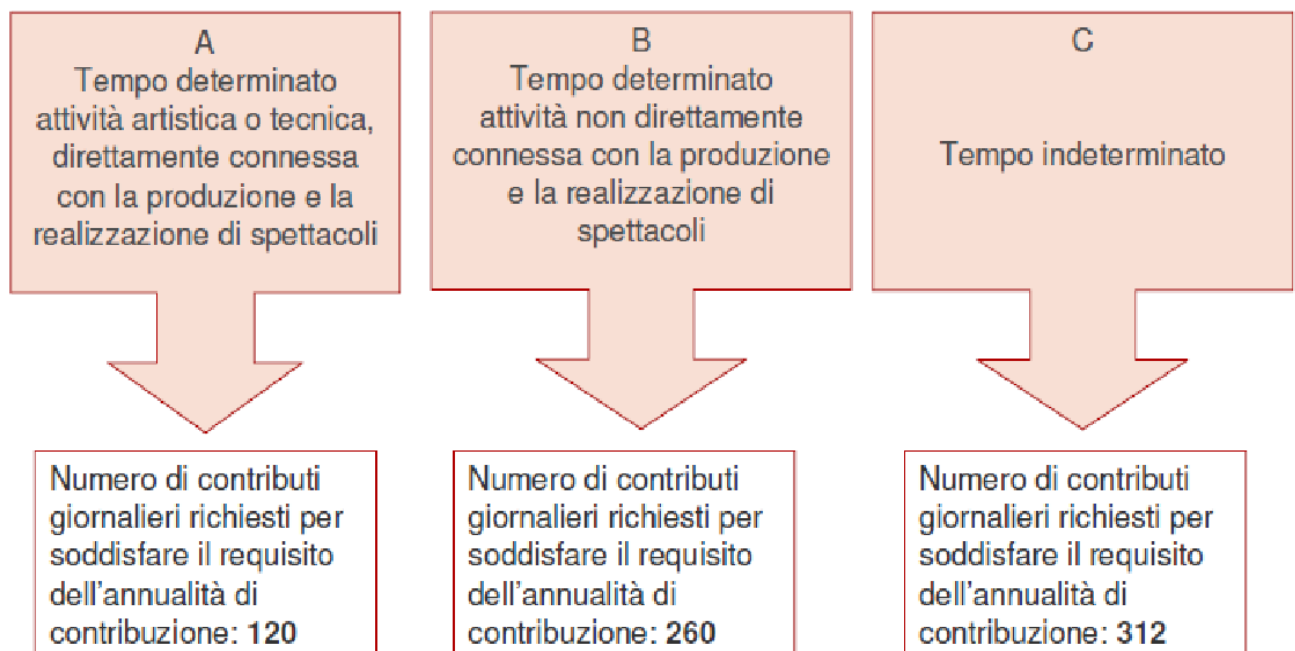 A
Tempo determinato
attività artistica o tecnica,
direttamente connessa
con la produzione e la
realizzazione di spettacoli
B
Tempo determinato
attività non direttamente
connessa con la produzione
e la realizzazione di
spettacoli
C
Tempo indeterminato
Numero di contributi
giornalieri richiesti per
soddisfare il requisito
dell'annualità di
contribuzione: 120
Numero di contributi
giornalieri richiesti per
soddisfare il requisito
dell'annualità di
contribuzione: 260
Numero di contributi
giornalieri richiesti per
soddisfare il requisito
dell'annualità di
contribuzione: 312